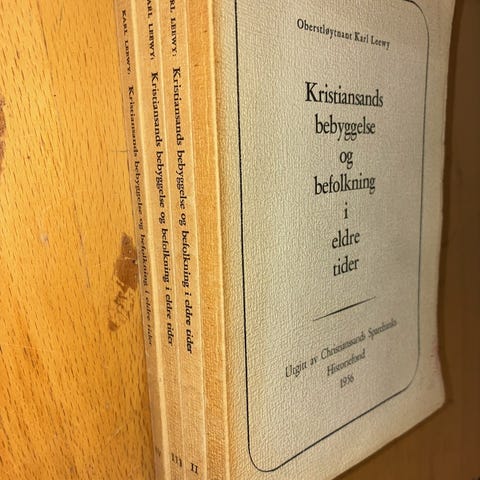 Oberstløytnant Karl Leewy
Kristiansands
bebyggelse
og
befolkning
i
eldre
tider
Utgitt av Christianssands Sparebanks
Historiefond
1956
KARL LEEWY: Kristiansands bebyggelse og befolkning i eldre tider
KARL LEEWY: Kristiansands bebyggelse og befolkning i eldre tider III
KARL LEEWY: Kristiansands bebyggelse og befolkning i eldre tider II